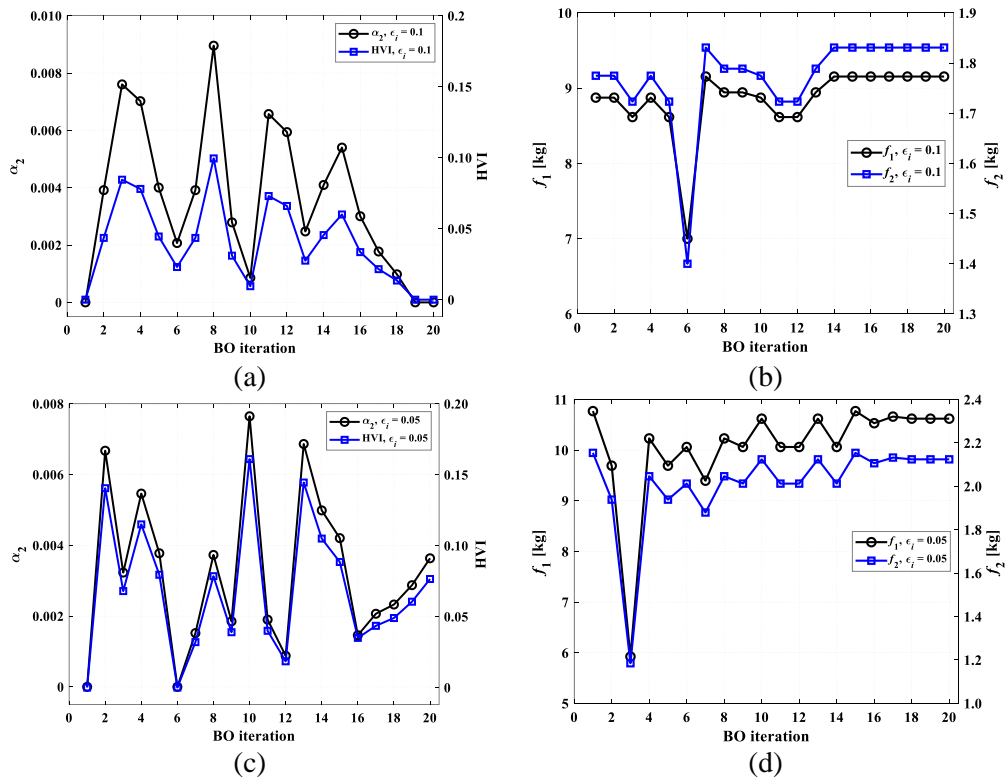 0.010
0.008
0.006
0.004
0.002
0
α₂
α₂, ϵᵢ = 0.1
HVI, ϵᵢ = 0.1
0.2
0.15
0.10
0.05
0
HVI
0 2 4 6 8 10 12 14 16 18 20
BO iteration
(a)
10
9
8
7
6
f₁ [kg]
f₁, ϵᵢ = 0.1
f₂, ϵᵢ = 0.1
1.9
1.8
1.7
1.6
1.5
1.4
1.3
f₂ [kg]
0 2 4 6 8 10 12 14 16 18 20
BO iteration
(b)
0.008
0.006
0.004
0.002
0
α₂
α₂, ϵᵢ = 0.05
HVI, ϵᵢ = 0.05
0.20
0.15
0.10
0.05
0
HVI
0 2 4 6 8 10 12 14 16 18 20
BO iteration
(c)
11
10
9
8
7
6
5
f₁ [kg]
f₁, ϵᵢ = 0.05
f₂, ϵᵢ = 0.05
2.4
2.2
2.0
1.8
1.6
1.4
1.2
1.0
f₂ [kg]
0 2 4 6 8 10 12 14 16 18 20
BO iteration
(d)